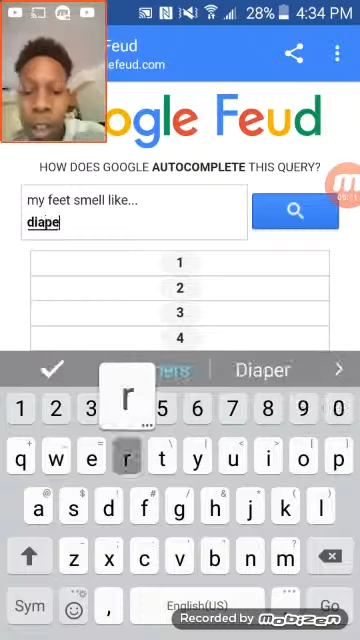 28% 4:34 PM
Feud
efeud.com
ogle Feud
HOW DOES GOOGLE AUTOCOMPLETE THIS QUERY?
my feet smell like...
diape
05:21
1
2
3
4
Diaper
r
1 2 3 5 6 7 8 9 0
q w e r t y u i o p
a s d f g h j k l
z x c v b n m
Sym , English(US) . Go
Recorded by mobizen